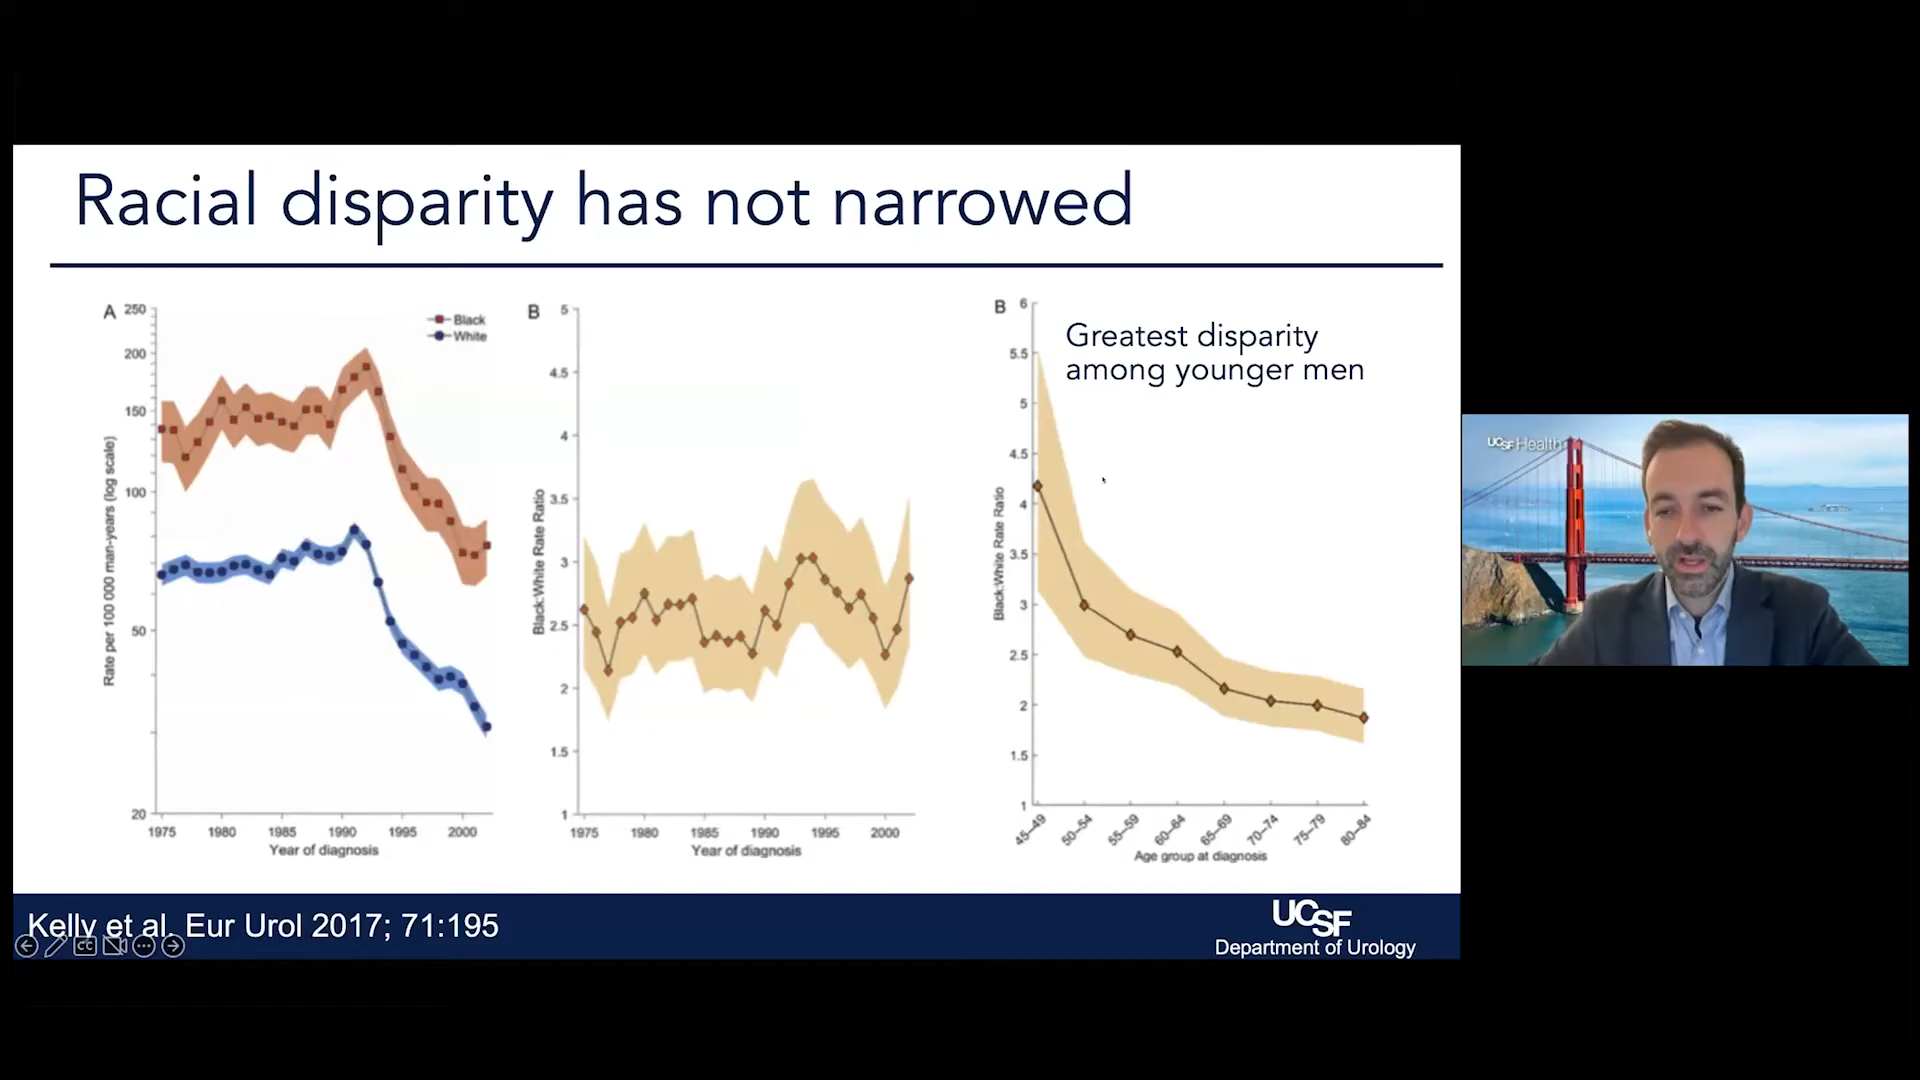 Racial disparity has not narrowed
A
250
200
150
100
50
20
Rate per 100 000 man-years (log scale)
Black
White
1975 1980 1985 1990 1995 2000
Year of diagnosis
B
5
4.5
4
3.5
3
2.5
2
1.5
1
Black:White Rate Ratio
1975 1980 1985 1990 1995 2000
Year of diagnosis
B
6
5.5
5
4.5
4
3.5
3
2.5
2
1.5
1
Black:White Rate Ratio
Greatest disparity
among younger men
45–49 50–54 55–59 60–64 65–69 70–74 75–79 80–84
Age group at diagnosis
Kelly et al. Eur Urol 2017; 71:195
CC
UCSF
Department of Urology
UCSF Health